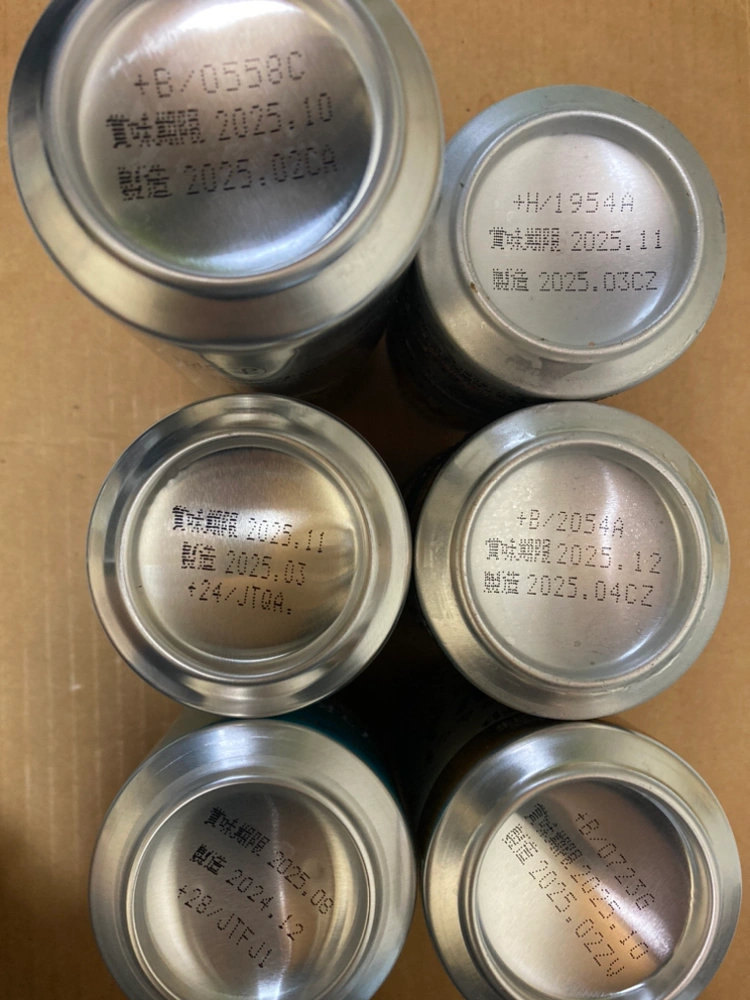 +B/0558C
賞味期限 2025.10
製造 2025.02CA
+H/1954A
賞味期限 2025.11
製造 2025.03CZ
賞味期限 2025.11
製造 2025.03
+24/JTQA.
+B/2054A
賞味期限 2025.12
製造 2025.04CZ
賞味期限 2025.08
製造 2024.12
+28/JTFJ1
+B/0723G
賞味期限 2025.10
製造 2025.02ZW